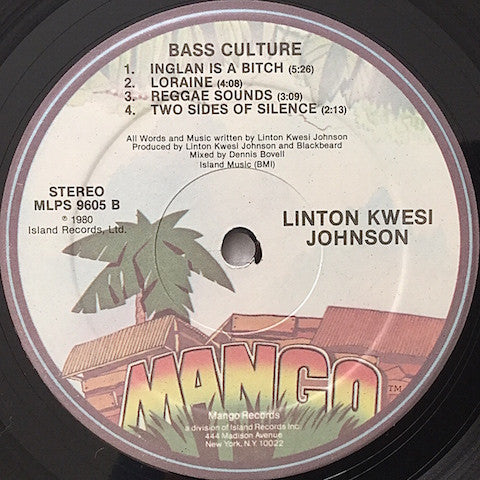 BASS CULTURE
1. INGLAN IS A BITCH (5:26)
2. LORAINE (4:08)
3. REGGAE SOUNDS (3:09)
4. TWO SIDES OF SILENCE (2:13)
All Words and Music written by Linton Kwesi Johnson
Produced by Linton Kwesi Johnson and Blackbeard
Mixed by Dennis Bovell
Island Music (BMI)
STEREO
MLPS 9605 B
℗ 1980
Island Records, Ltd.
LINTON KWESI
JOHNSON
MANGO TM
Mango Records
a division of Island Records Inc.
444 Madison Avenue
New York, N.Y. 10022